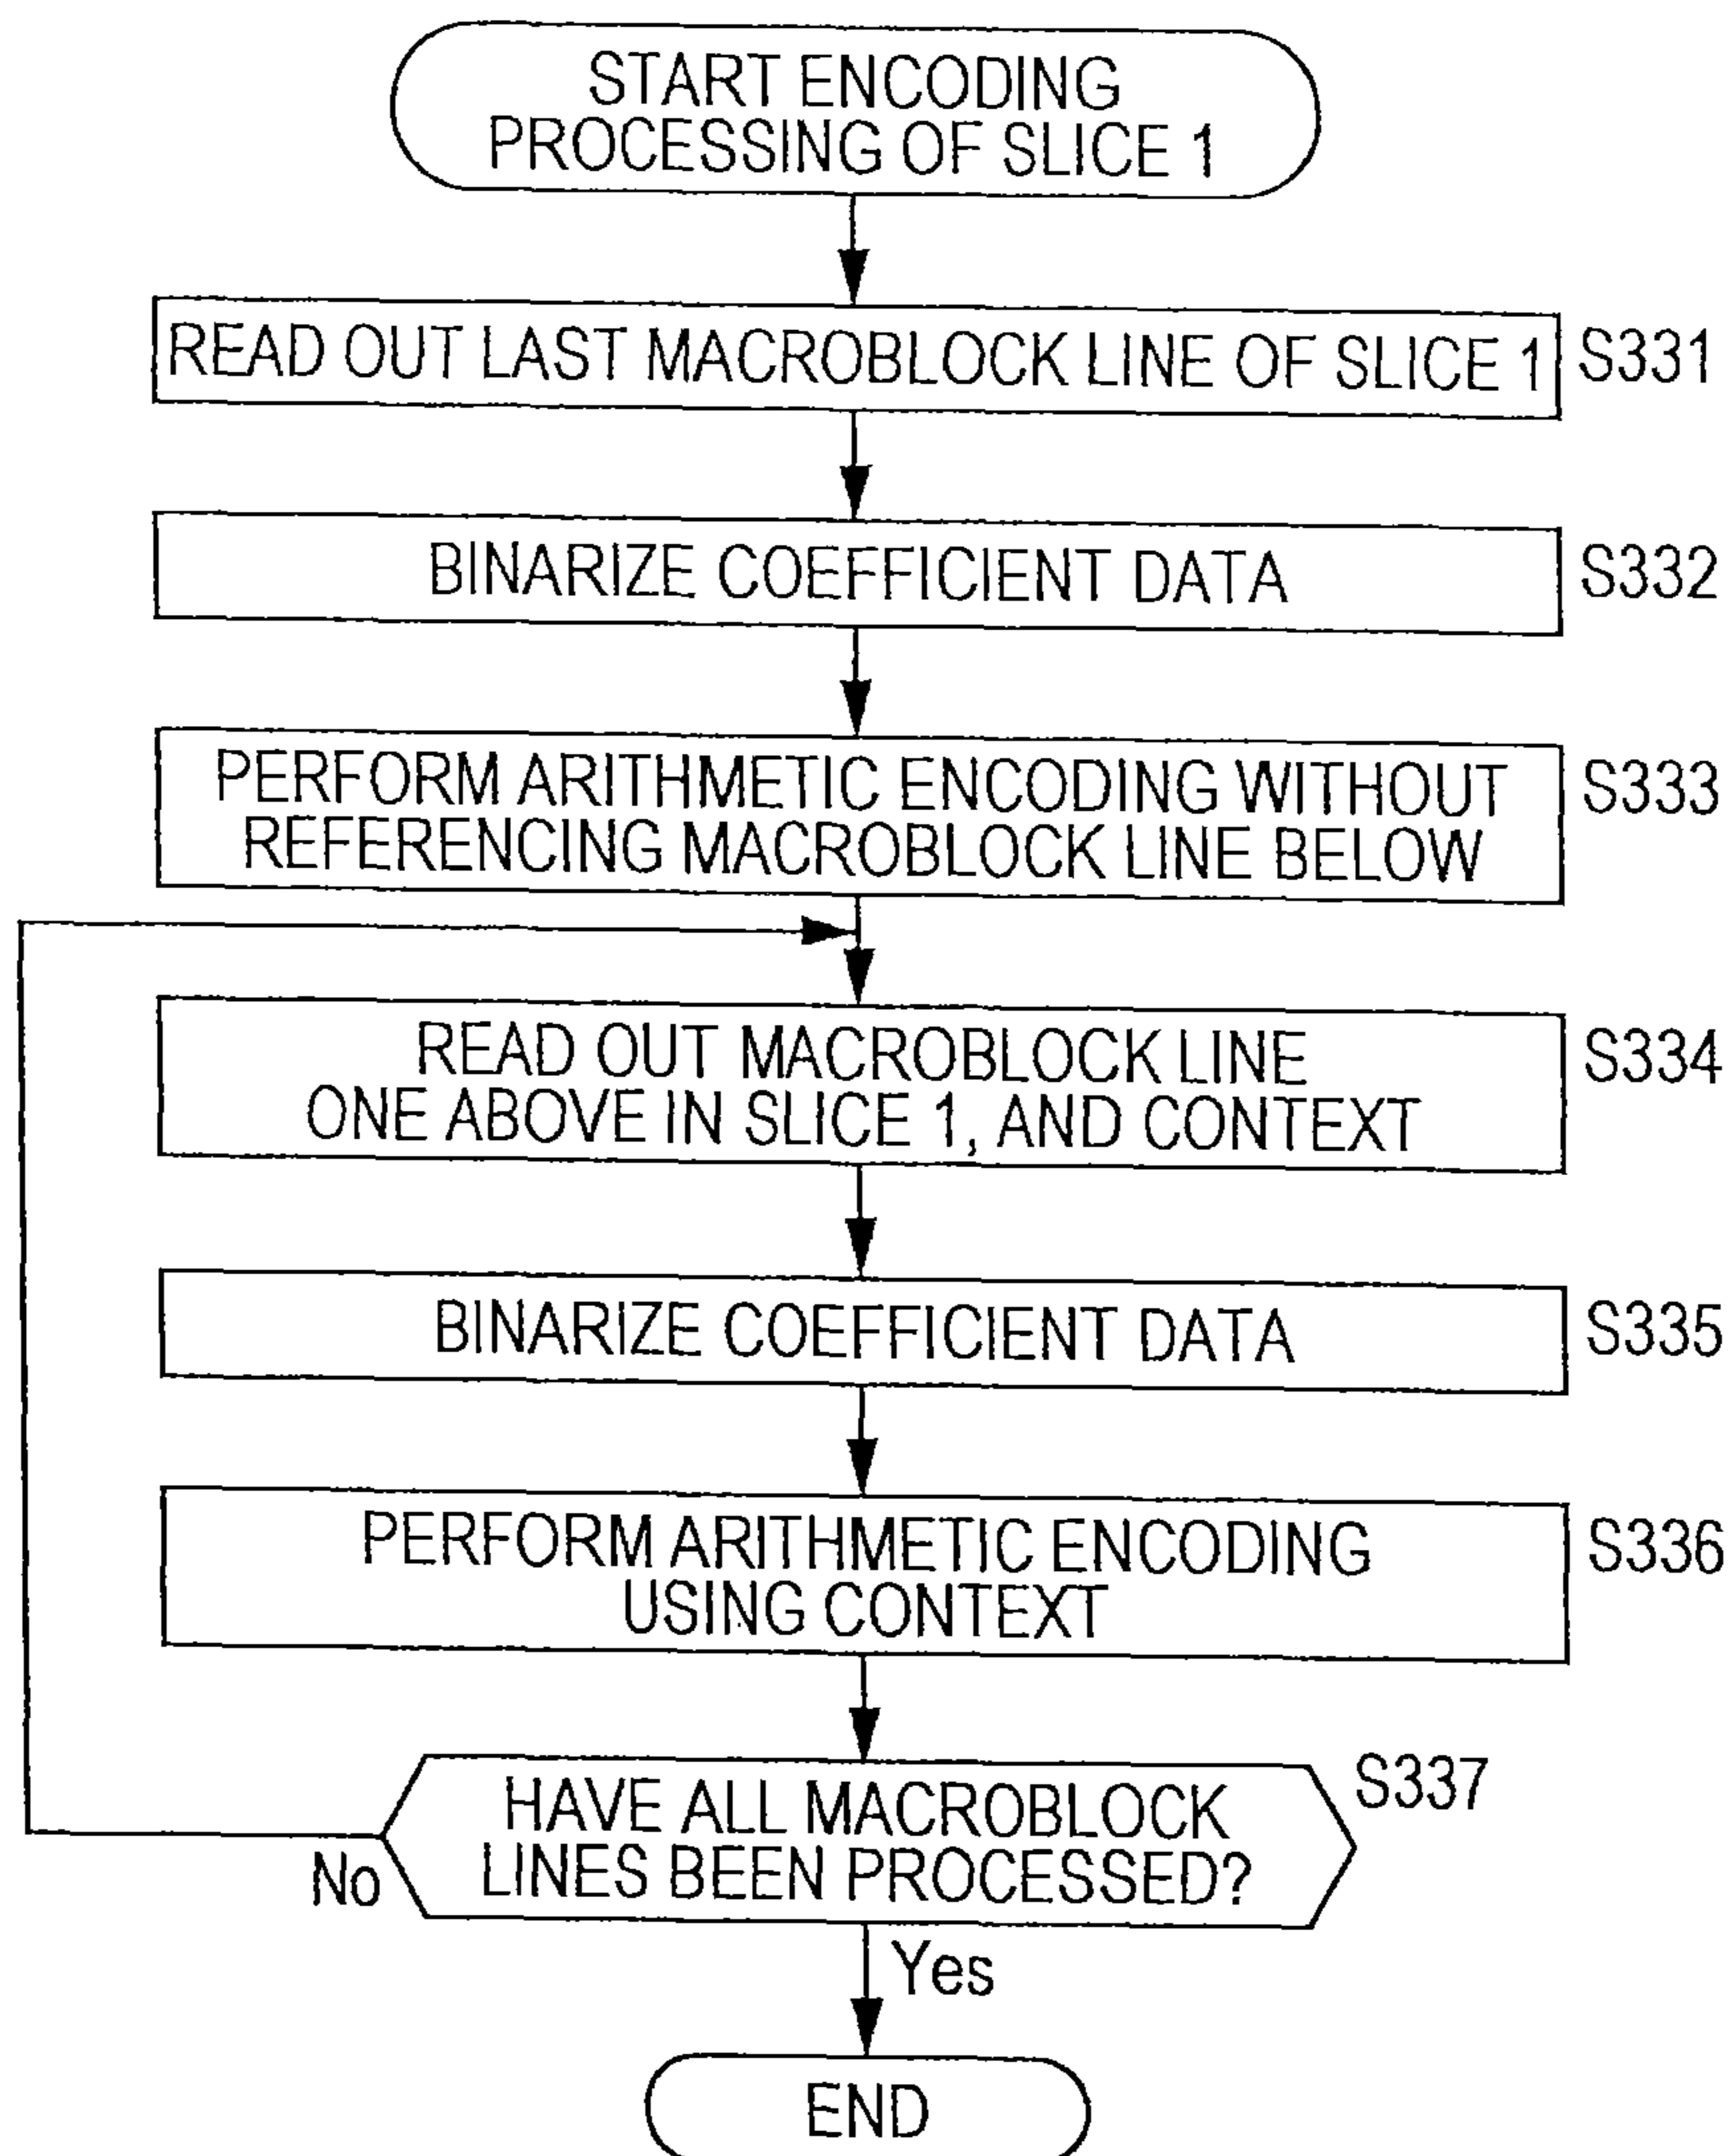 START ENCODING
PROCESSING OF SLICE 1
READ OUT LAST MACROBLOCK LINE OF SLICE 1
S331
BINARIZE COEFFICIENT DATA
S332
PERFORM ARITHMETIC ENCODING WITHOUT
REFERENCING MACROBLOCK LINE BELOW
S333
READ OUT MACROBLOCK LINE
ONE ABOVE IN SLICE 1, AND CONTEXT
S334
BINARIZE COEFFICIENT DATA
S335
PERFORM ARITHMETIC ENCODING
USING CONTEXT
S336
HAVE ALL MACROBLOCK
LINES BEEN PROCESSED?
S337
No
Yes
END